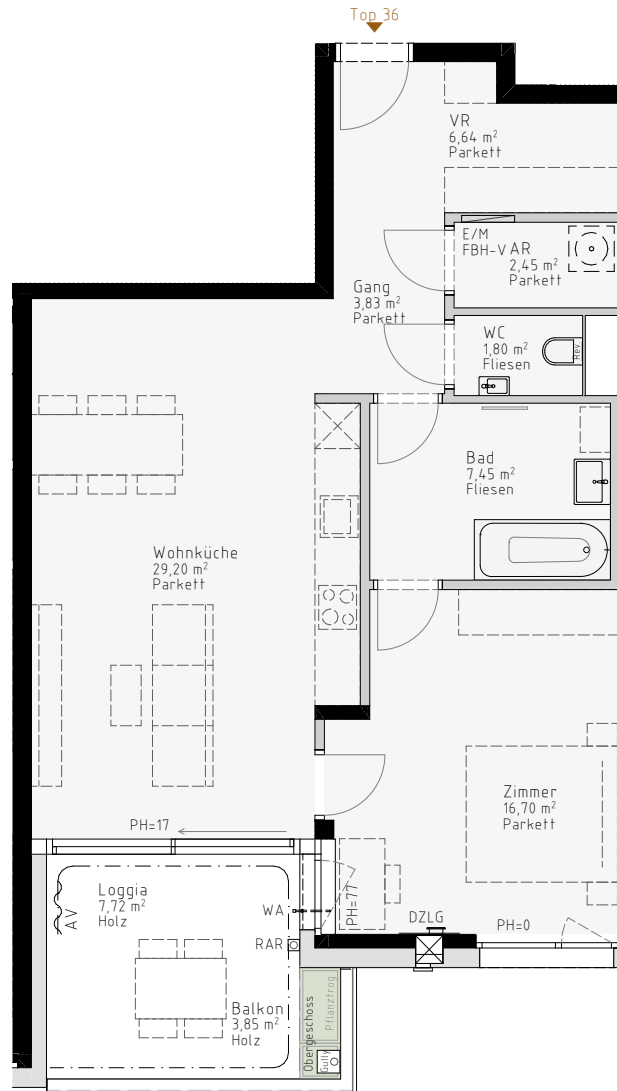 Top 36
VR
6,64 m²
Parkett
E/M
FBH-V
AR
2,45 m²
Parkett
Gang
3,83 m²
Parkett
WC
1,80 m²
Fliesen
Rev.
Bad
7,45 m²
Fliesen
Wohnküche
29,20 m²
Parkett
Zimmer
16,70 m²
Parkett
PH=17
Loggia
7,72 m²
Holz
AV
WA
PH=77
DZLG
PH=0
RAR
Balkon
3,85 m²
Holz
Obergeschoss
Pflanztrog
Gully